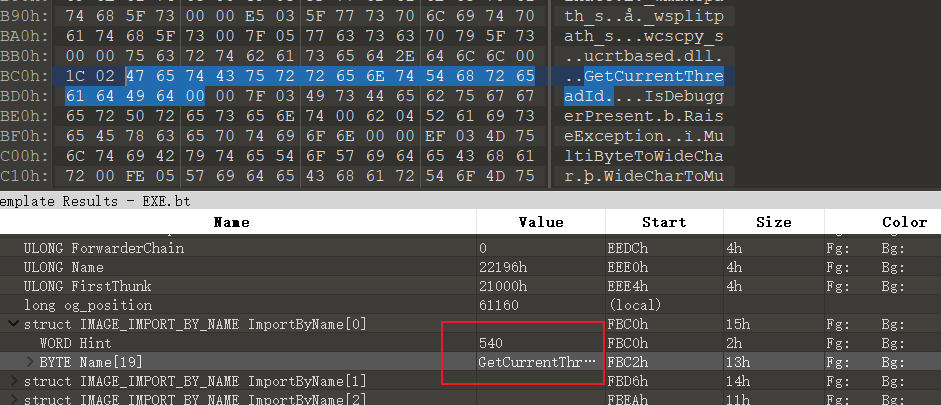 B90h: 74 68 5F 73 00 00 E5 03 5F 77 73 70 6C 69 74 70 th_s..å._wsplitp
BA0h: 61 74 68 5F 73 00 7F 05 77 63 73 63 70 79 5F 73 ath_s...wcscpy_s
BB0h: 00 00 75 63 72 74 62 61 73 65 64 2E 64 6C 6C 00 ..ucrtbased.dll.
BC0h: 1C 02 47 65 74 43 75 72 72 65 6E 74 54 68 72 65 ..GetCurrentThre
BD0h: 61 64 49 64 00 00 7F 03 49 73 44 65 62 75 67 67 adId....IsDebugg
BE0h: 65 72 50 72 65 73 65 6E 74 00 62 04 52 61 69 73 erPresent.b.Rais
BF0h: 65 45 78 63 65 70 74 69 6F 6E 00 00 EF 03 4D 75 eException..ï.Mu
C00h: 6C 74 69 42 79 74 65 54 6F 57 69 64 65 43 68 61 ltiByteToWideCha
C10h: 72 00 FE 05 57 69 64 65 43 68 61 72 54 6F 4D 75 r.þ.WideCharToMu
emplate Results - EXE.bt
Name Value Start Size Color
ULONG ForwarderChain 0 EEDCh 4h Fg: Bg:
ULONG Name 22196h EEE0h 4h Fg: Bg:
ULONG FirstThunk 21000h EEE4h 4h Fg: Bg:
long og_position 61160 (local) Fg: Bg:
struct IMAGE_IMPORT_BY_NAME ImportByName[0] FBC0h 15h Fg: Bg:
WORD Hint 540 FBC0h 2h Fg: Bg:
BYTE Name[19] GetCurrentThr⋯ FBC2h 13h Fg: Bg:
struct IMAGE_IMPORT_BY_NAME ImportByName[1] FBD6h 14h Fg: Bg:
struct IMAGE_IMPORT_BY_NAME ImportByName[2] FBEAh 11h Fg: Bg: